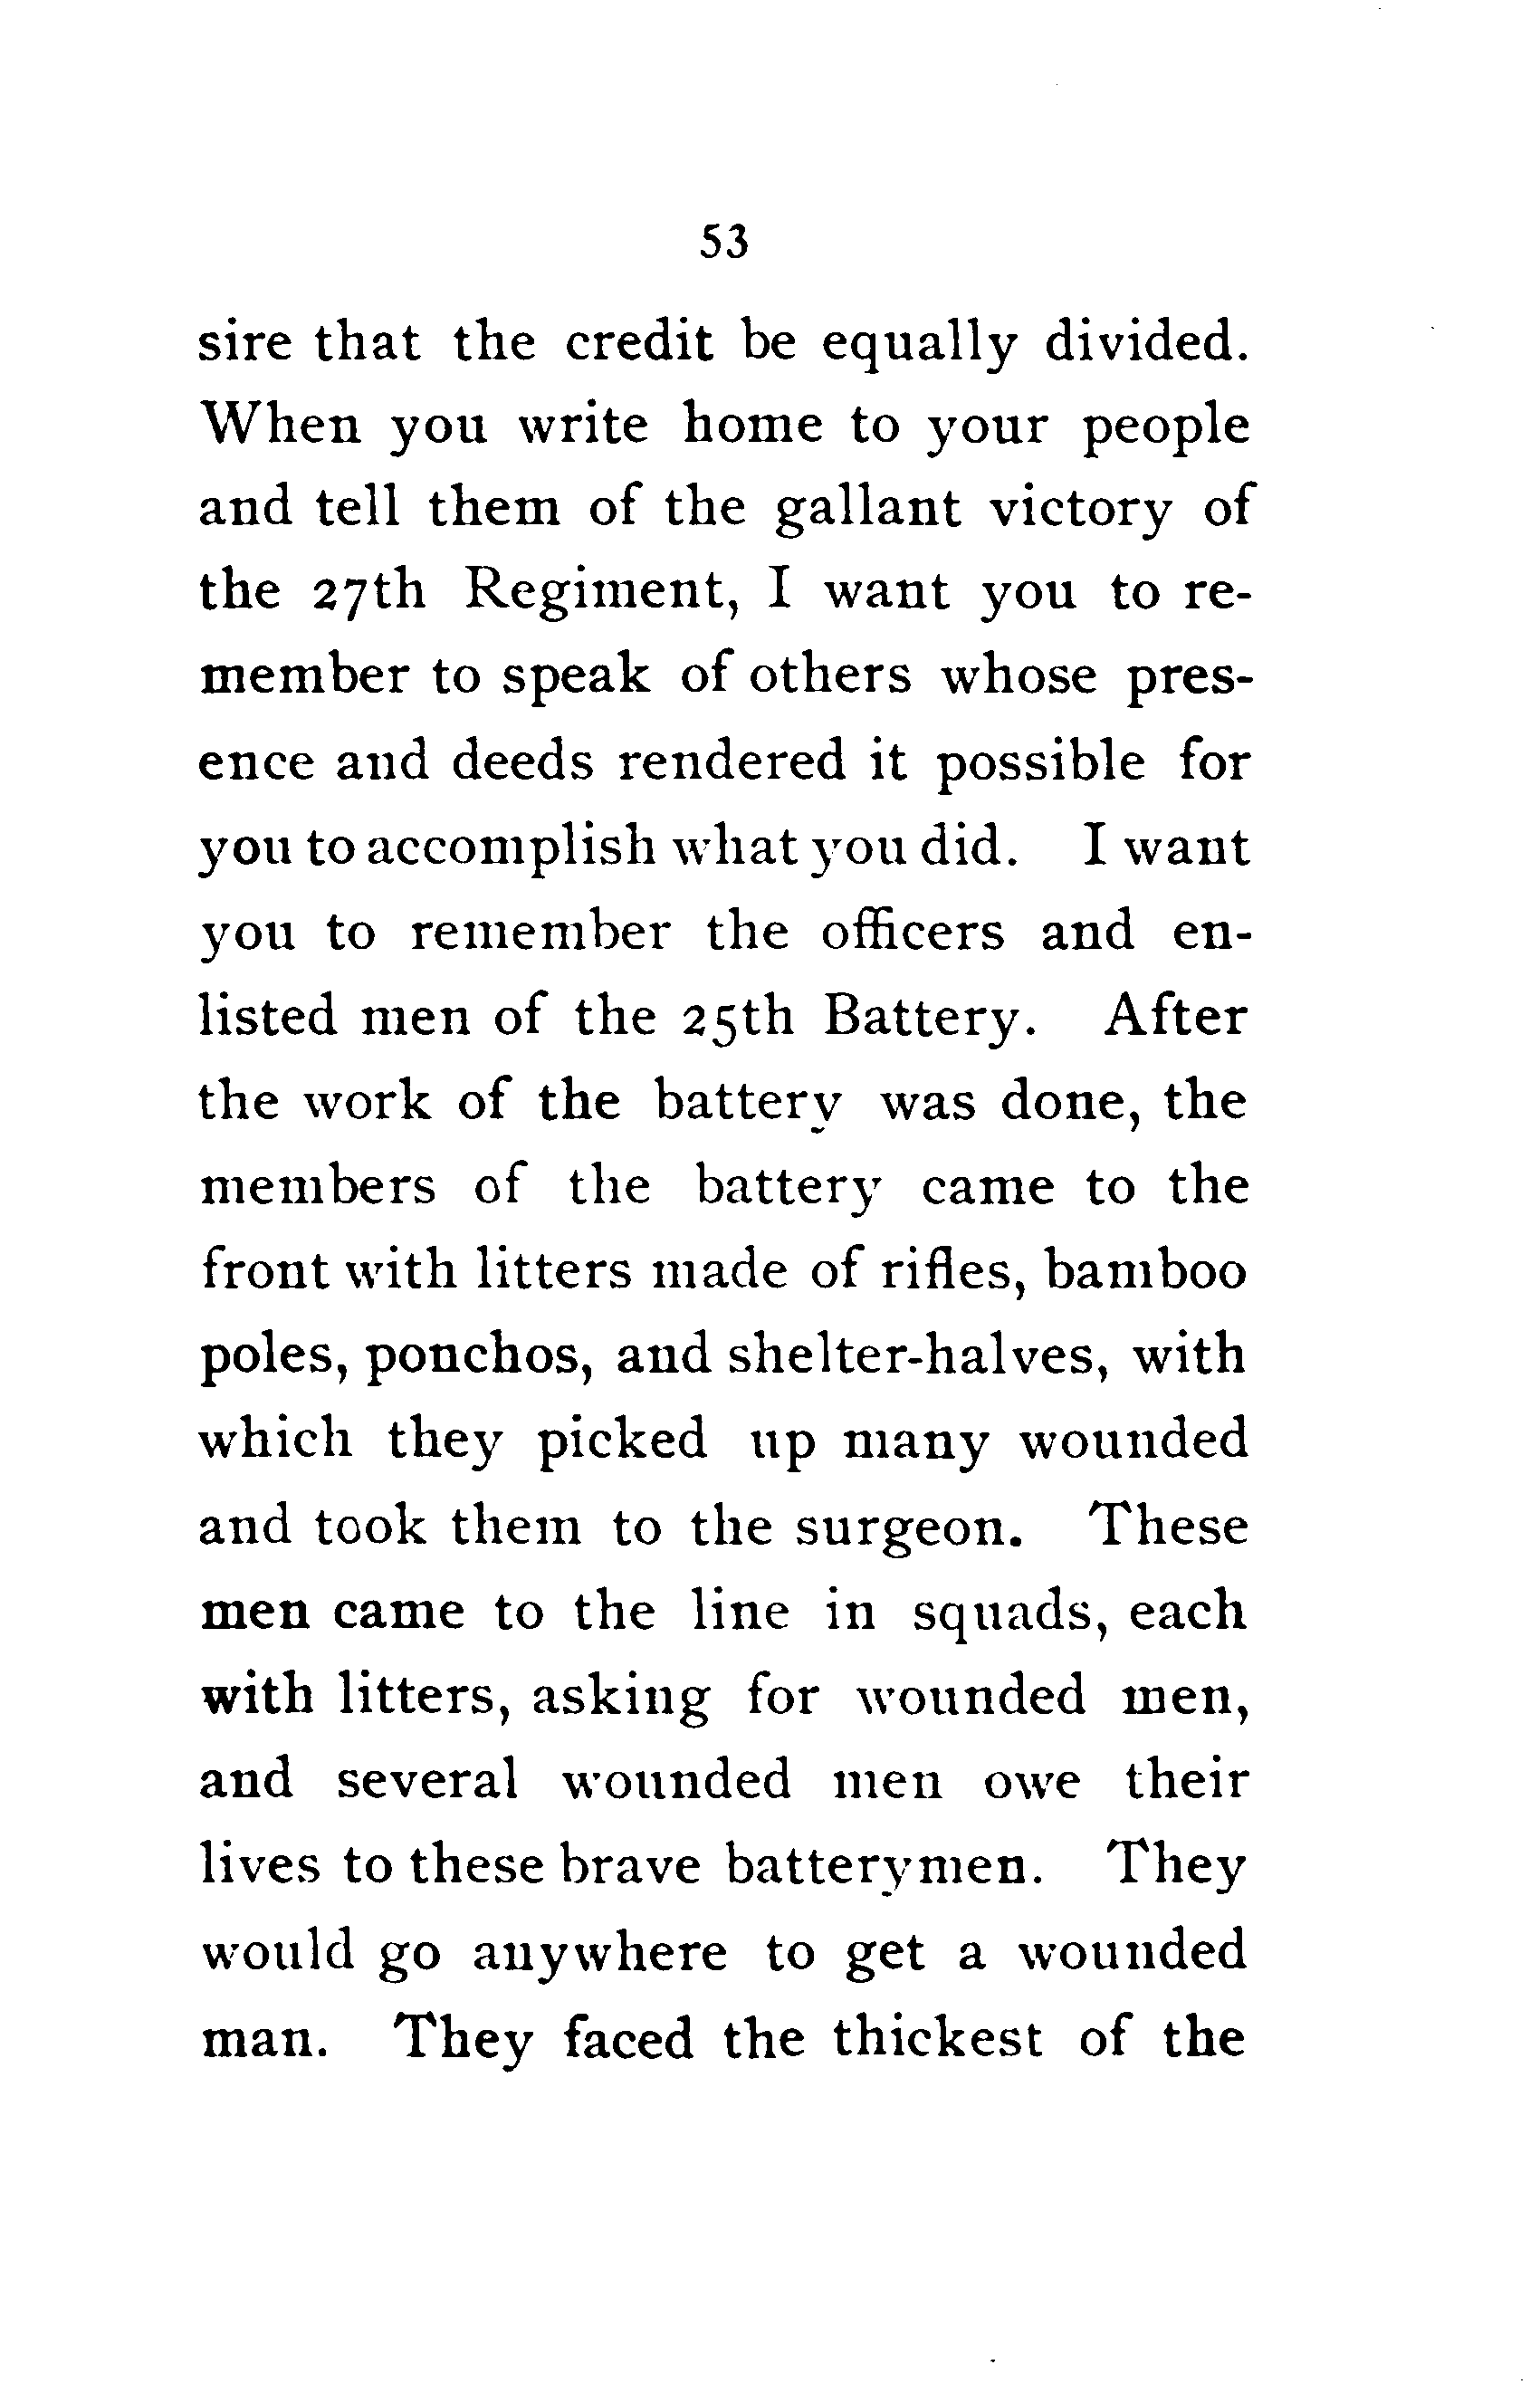 53
sire that the credit be equally divided.
When you write home to your people
and tell them of the gallant victory of
the 27th Regiment, I want you to re-
member to speak of others whose pres-
ence and deeds rendered it possible for
you to accomplish what you did. I want
you to remember the officers and en-
listed men of the 25th Battery. After
the work of the battery was done, the
members of the battery came to the
front with litters made of rifles, bamboo
poles, ponchos, and shelter-halves, with
which they picked up many wounded
and took them to the surgeon. These
men came to the line in squads, each
with litters, asking for wounded men,
and several wounded men owe their
lives to these brave batterymen. They
would go anywhere to get a wounded
man. They faced the thickest of the